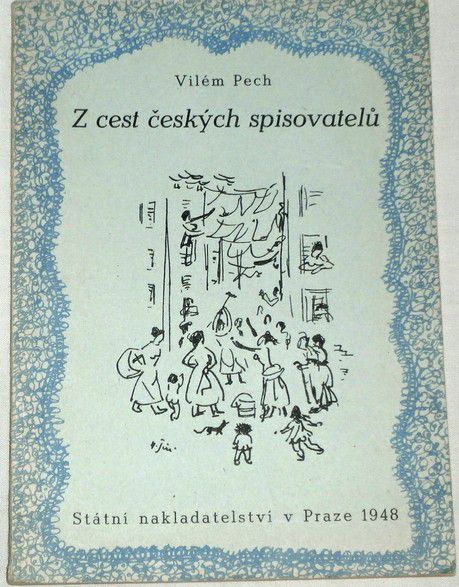 Vilém Pech
Z cest českých spisovatelů
Státní nakladatelství v Praze 1948